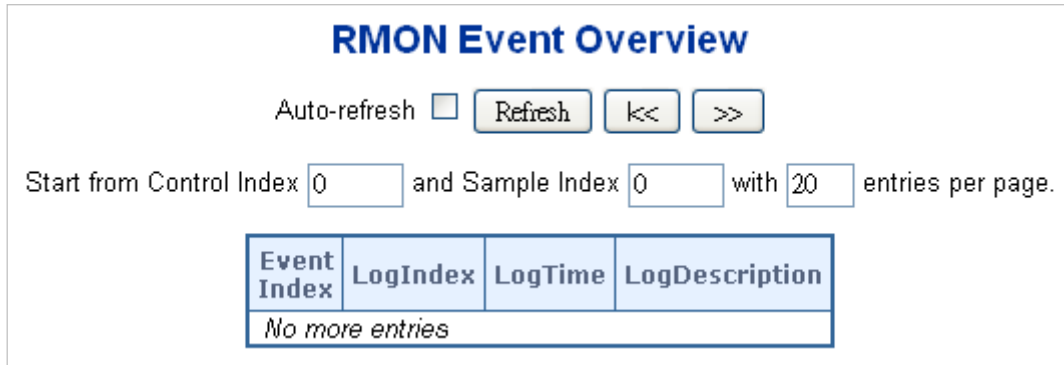 RMON Event Overview
Auto-refresh Refresh |<< >>
Start from Control Index 0 and Sample Index 0 with 20 entries per page.
Event Index LogIndex LogTime LogDescription
No more entries